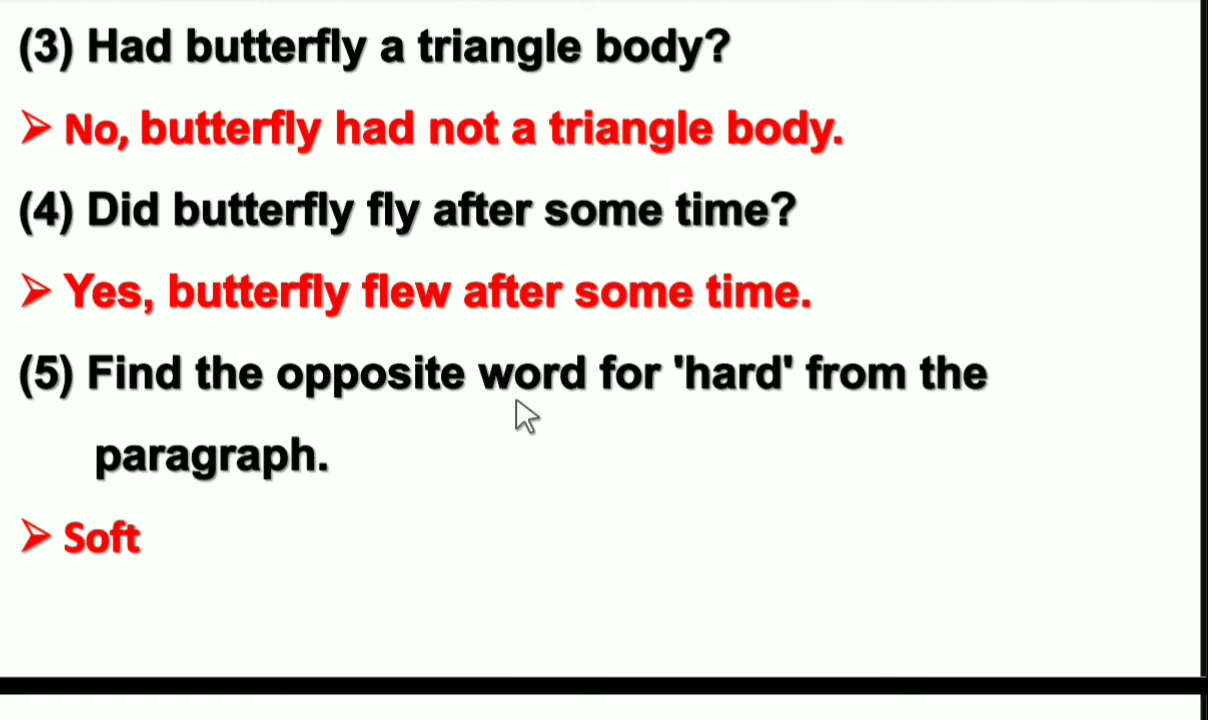 (3) Had butterfly a triangle body?
➢ No, butterfly had not a triangle body.
(4) Did butterfly fly after some time?
➢ Yes, butterfly flew after some time.
(5) Find the opposite word for 'hard' from the
paragraph.
➢ Soft